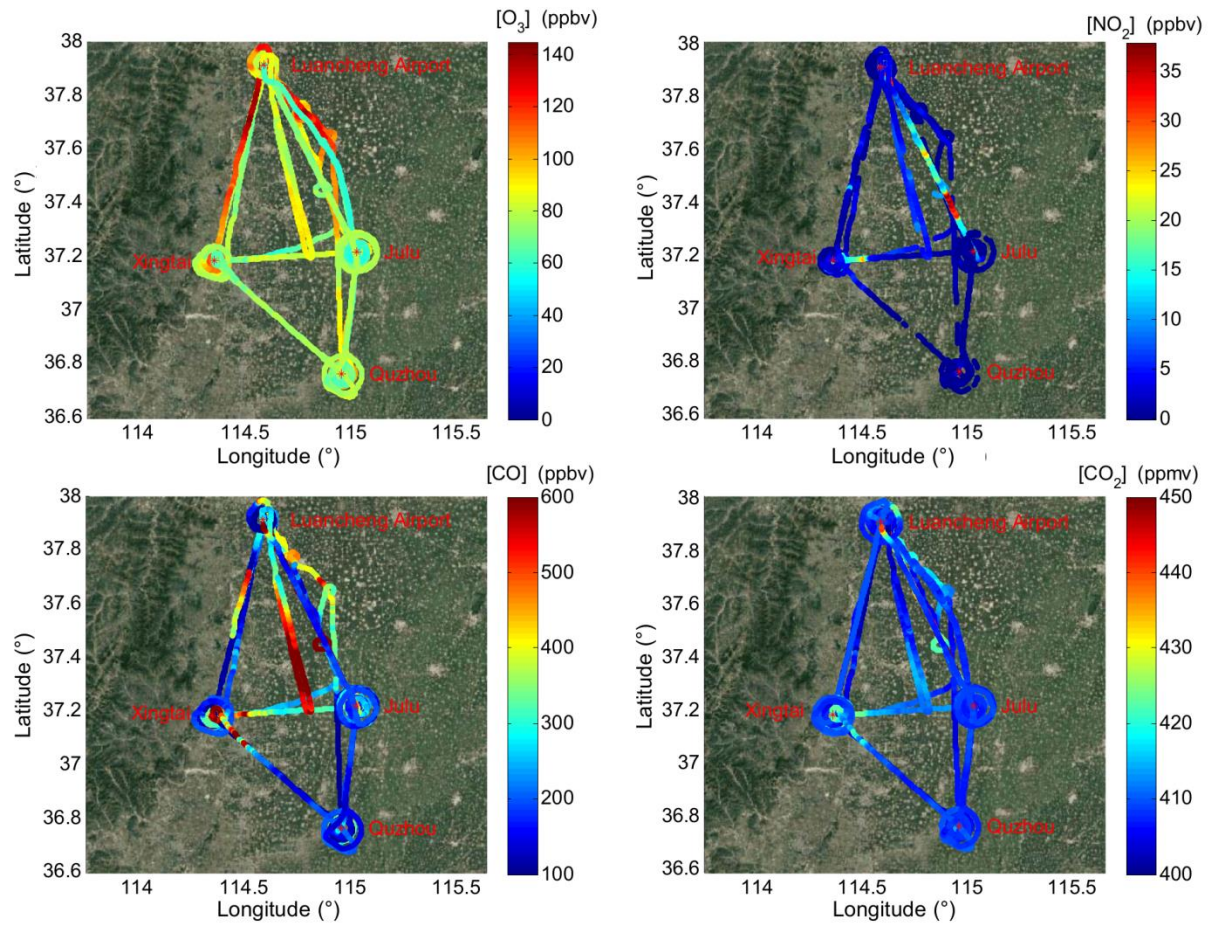 [O3] (ppbv)
38
37.8
37.6
37.4
37.2
37
36.8
36.6
Latitude (°)
114
114.5
115
115.5
Longitude (°)
Luancheng Airport
Xingtai
Julu
Quzhou
140
120
100
80
60
40
20
0
[NO2] (ppbv)
38
37.8
37.6
37.4
37.2
37
36.8
36.6
Latitude (°)
114
114.5
115
115.5
Longitude (°)
Luancheng Airport
Xingtai
Julu
Quzhou
35
30
25
20
15
10
5
0
[CO] (ppbv)
38
37.8
37.6
37.4
37.2
37
36.8
36.6
Latitude (°)
114
114.5
115
115.5
Longitude (°)
Luancheng Airport
Xingtai
Julu
Quzhou
600
500
400
300
200
100
[CO2] (ppmv)
38
37.8
37.6
37.4
37.2
37
36.8
36.6
Latitude (°)
114
114.5
115
115.5
Longitude (°)
Luancheng Airport
Xingtai
Julu
Quzhou
450
440
430
420
410
400